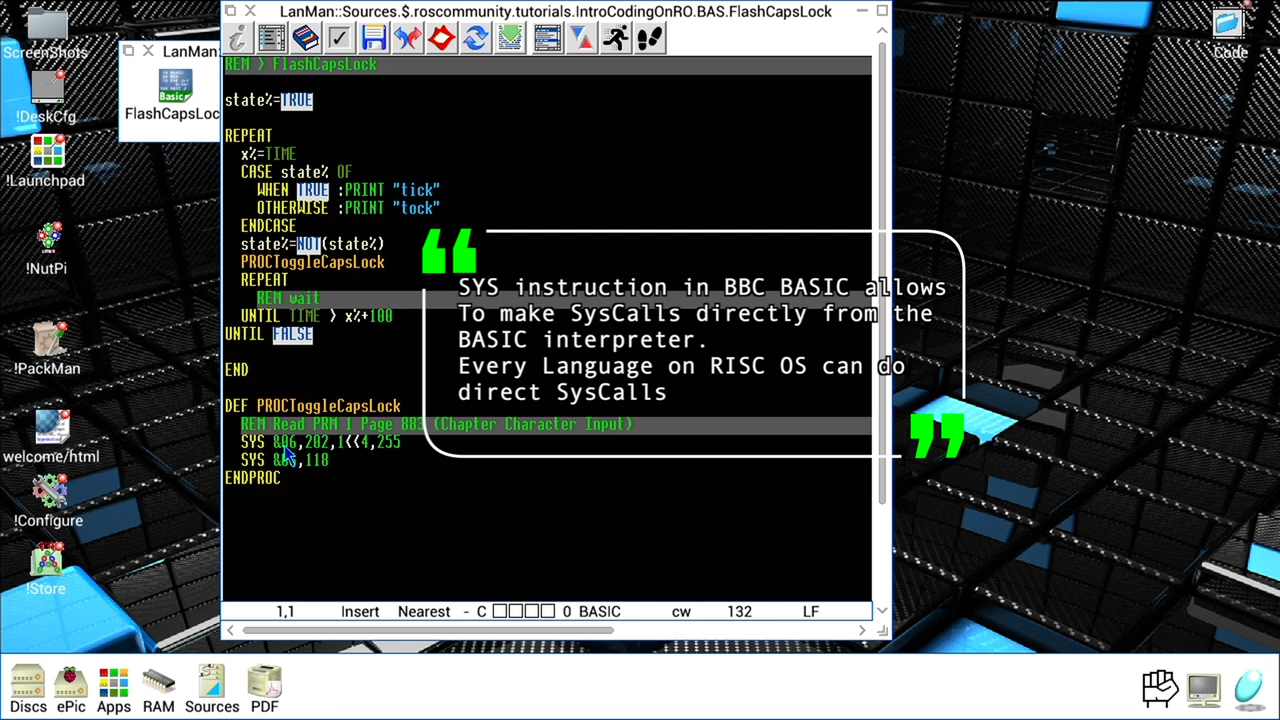 LanMan::Sources.$.roscommunity.tutorials.IntroCodingOnRO.BAS.FlashCapsLock
ScreenShots
LanMan:
Code
Basic
FlashCapsLoc
!DeskCfg
!Launchpad
!NutPi
!PackMan
welcome/html
!Configure
!Store
REM > FlashCapsLock
state%=TRUE
REPEAT
x%=TIME
CASE state% OF
WHEN TRUE :PRINT "tick"
OTHERWISE :PRINT "tock"
ENDCASE
state%=NOT(state%)
PROCToggleCapsLock
REPEAT
REM wait
UNTIL TIME > x%+100
UNTIL FALSE
END
DEF PROCToggleCapsLock
REM Read PRM 1 Page 883 (Chapter Character Input)
SYS &06,202,1<<4,255
SYS &06,118
ENDPROC
“
SYS instruction in BBC BASIC allows
To make SysCalls directly from the
BASIC interpreter.
Every Language on RISC OS can do
direct SysCalls
”
1,1 Insert Nearest - C 0 BASIC cw 132 LF
Discs ePic Apps RAM Sources PDF